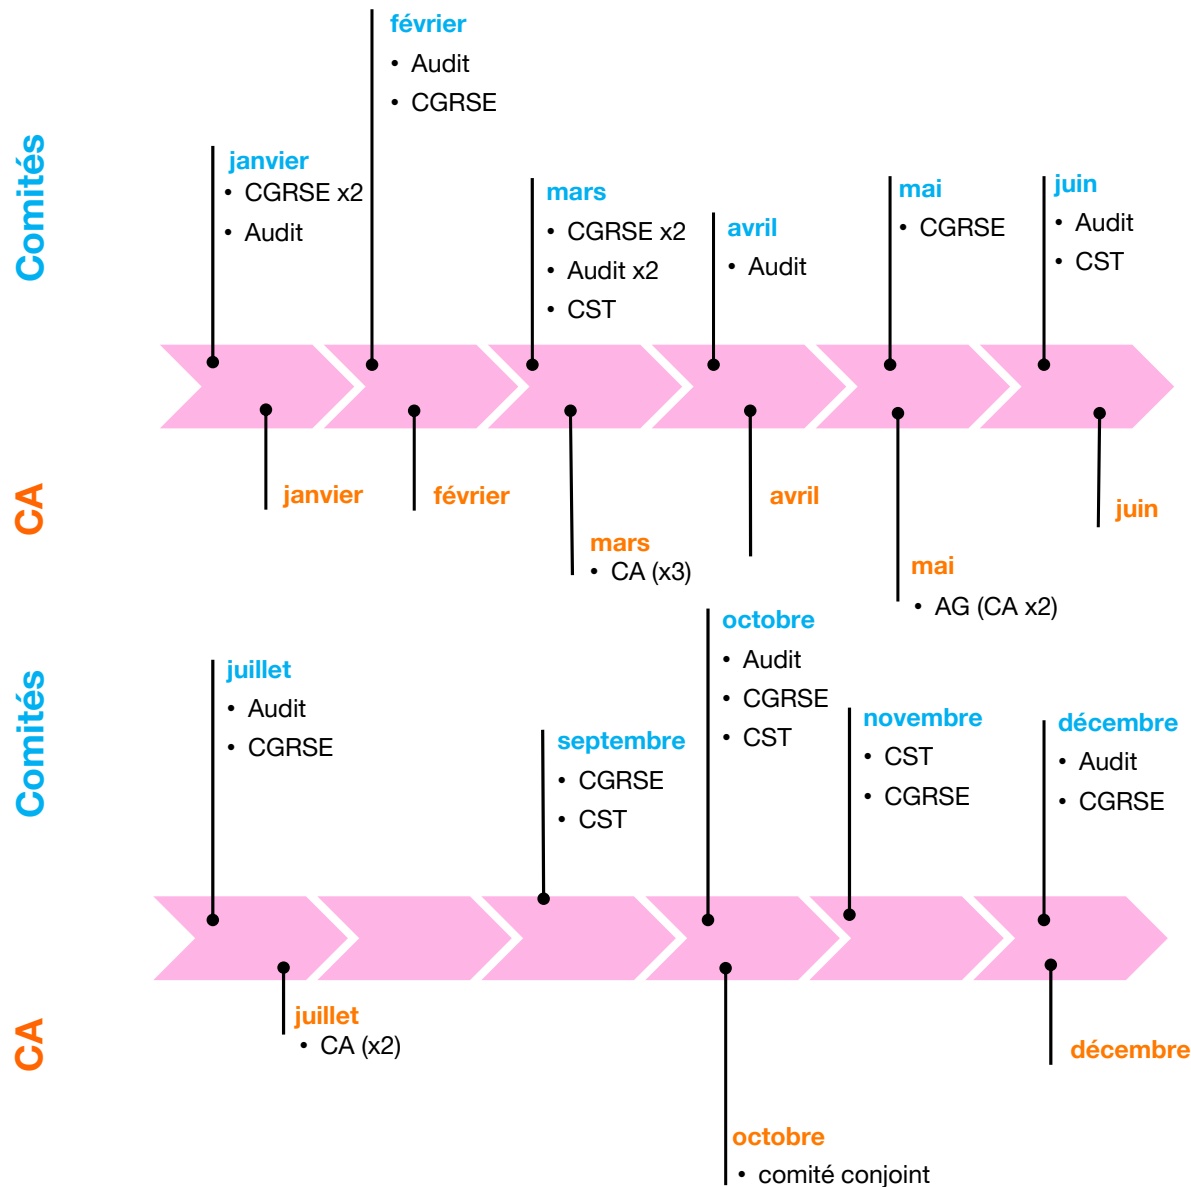 Comités
janvier
• CGRSE x2
• Audit
février
• Audit
• CGRSE
mars
• CGRSE x2
• Audit x2
• CST
avril
• Audit
mai
• CGRSE
juin
• Audit
• CST
CA
janvier
février
mars
• CA (x3)
avril
mai
• AG (CA x2)
juin
Comités
juillet
• Audit
• CGRSE
septembre
• CGRSE
• CST
octobre
• Audit
• CGRSE
• CST
novembre
• CST
• CGRSE
décembre
• Audit
• CGRSE
CA
juillet
• CA (x2)
octobre
• comité conjoint
décembre